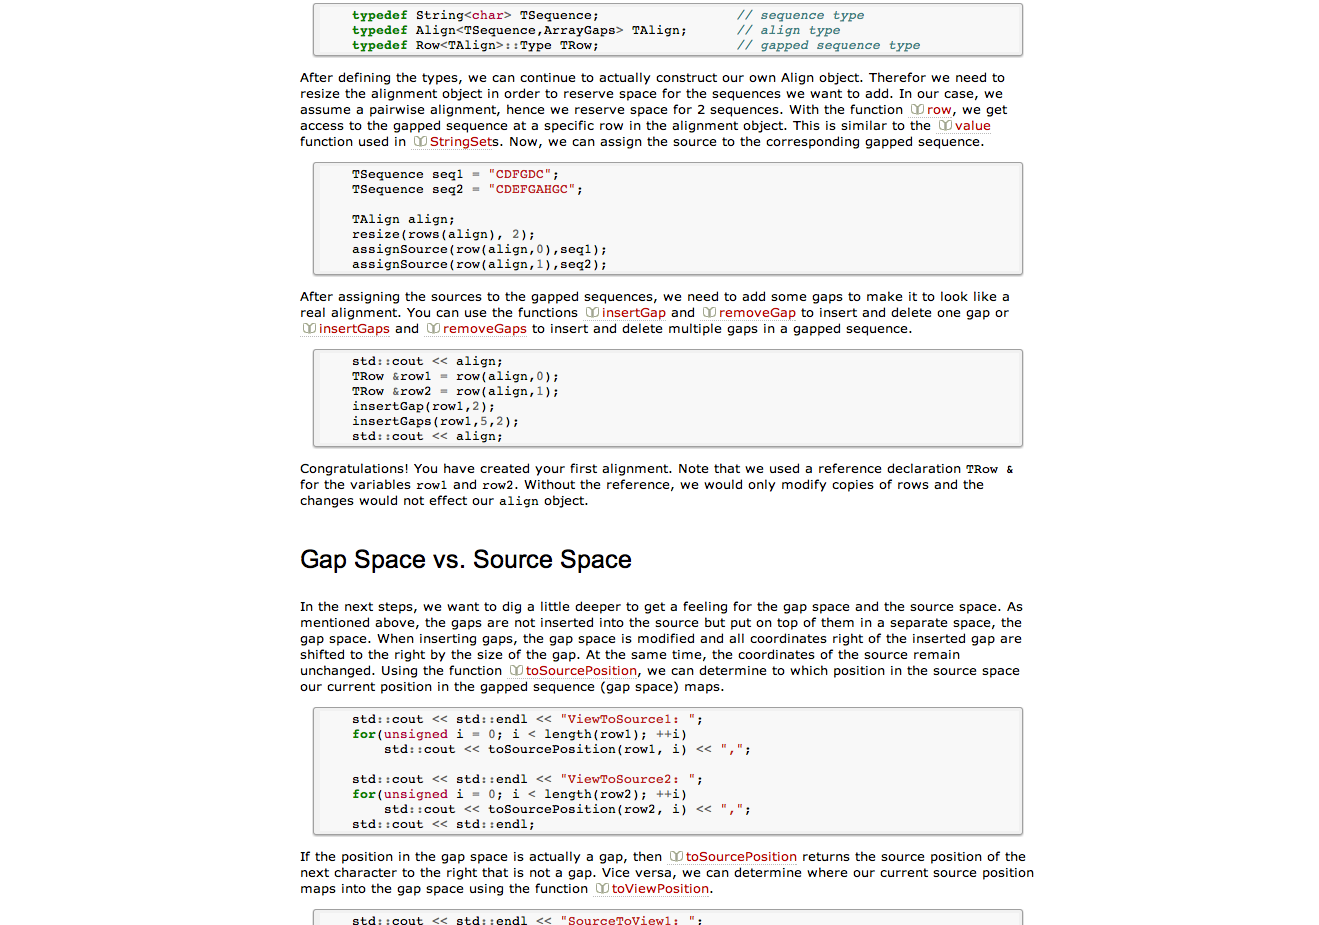 typedef String<char> TSequence;                 // sequence type
typedef Align<TSequence,ArrayGaps> TAlign;      // align type
typedef Row<TAlign>::Type TRow;                 // gapped sequence type
After defining the types, we can continue to actually construct our own Align object. Therefor we need to
resize the alignment object in order to reserve space for the sequences we want to add. In our case, we
assume a pairwise alignment, hence we reserve space for 2 sequences. With the function row, we get
access to the gapped sequence at a specific row in the alignment object. This is similar to the value
function used in StringSets. Now, we can assign the source to the corresponding gapped sequence.
TSequence seq1 = "CDFGDC";
TSequence seq2 = "CDEFGAHGC";
TAlign align;
resize(rows(align), 2);
assignSource(row(align,0),seq1);
assignSource(row(align,1),seq2);
After assigning the sources to the gapped sequences, we need to add some gaps to make it to look like a
real alignment. You can use the functions insertGap and removeGap to insert and delete one gap or
insertGaps and removeGaps to insert and delete multiple gaps in a gapped sequence.
std::cout << align;
TRow &row1 = row(align,0);
TRow &row2 = row(align,1);
insertGap(row1,2);
insertGaps(row1,5,2);
std::cout << align;
Congratulations! You have created your first alignment. Note that we used a reference declaration TRow &
for the variables row1 and row2. Without the reference, we would only modify copies of rows and the
changes would not effect our align object.
Gap Space vs. Source Space
In the next steps, we want to dig a little deeper to get a feeling for the gap space and the source space. As
mentioned above, the gaps are not inserted into the source but put on top of them in a separate space, the
gap space. When inserting gaps, the gap space is modified and all coordinates right of the inserted gap are
shifted to the right by the size of the gap. At the same time, the coordinates of the source remain
unchanged. Using the function toSourcePosition, we can determine to which position in the source space
our current position in the gapped sequence (gap space) maps.
std::cout << std::endl << "ViewToSource1: ";
for(unsigned i = 0; i < length(row1); ++i)
    std::cout << toSourcePosition(row1, i) << ",";
std::cout << std::endl << "ViewToSource2: ";
for(unsigned i = 0; i < length(row2); ++i)
    std::cout << toSourcePosition(row2, i) << ",";
std::cout << std::endl;
If the position in the gap space is actually a gap, then toSourcePosition returns the source position of the
next character to the right that is not a gap. Vice versa, we can determine where our current source position
maps into the gap space using the function toViewPosition.
std::cout << std::endl << "SourceToView1: ";